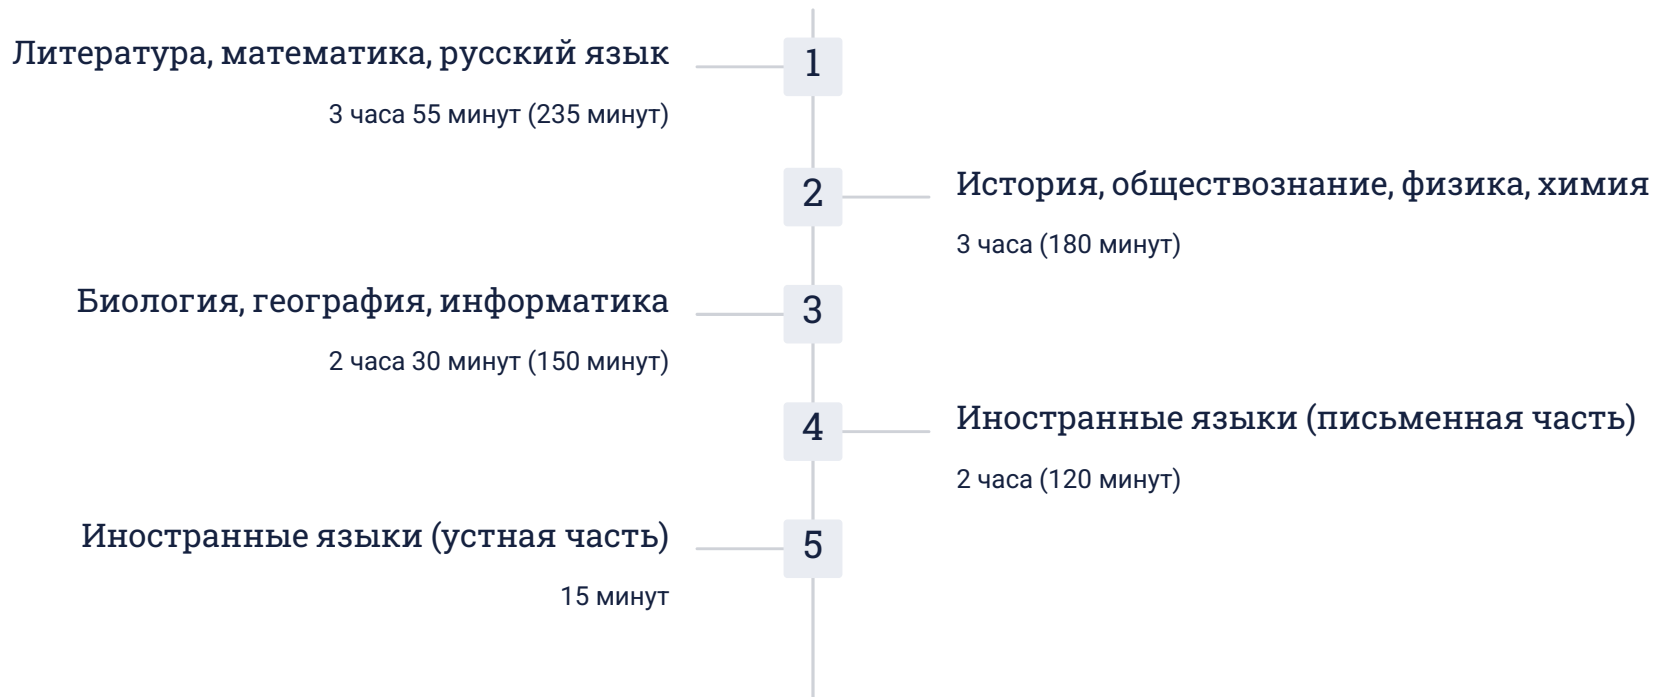 Литература, математика, русский язык
1
3 часа 55 минут (235 минут)
2
История, обществознание, физика, химия
3 часа (180 минут)
Биология, география, информатика
3
2 часа 30 минут (150 минут)
4
Иностранные языки (письменная часть)
2 часа (120 минут)
Иностранные языки (устная часть)
5
15 минут